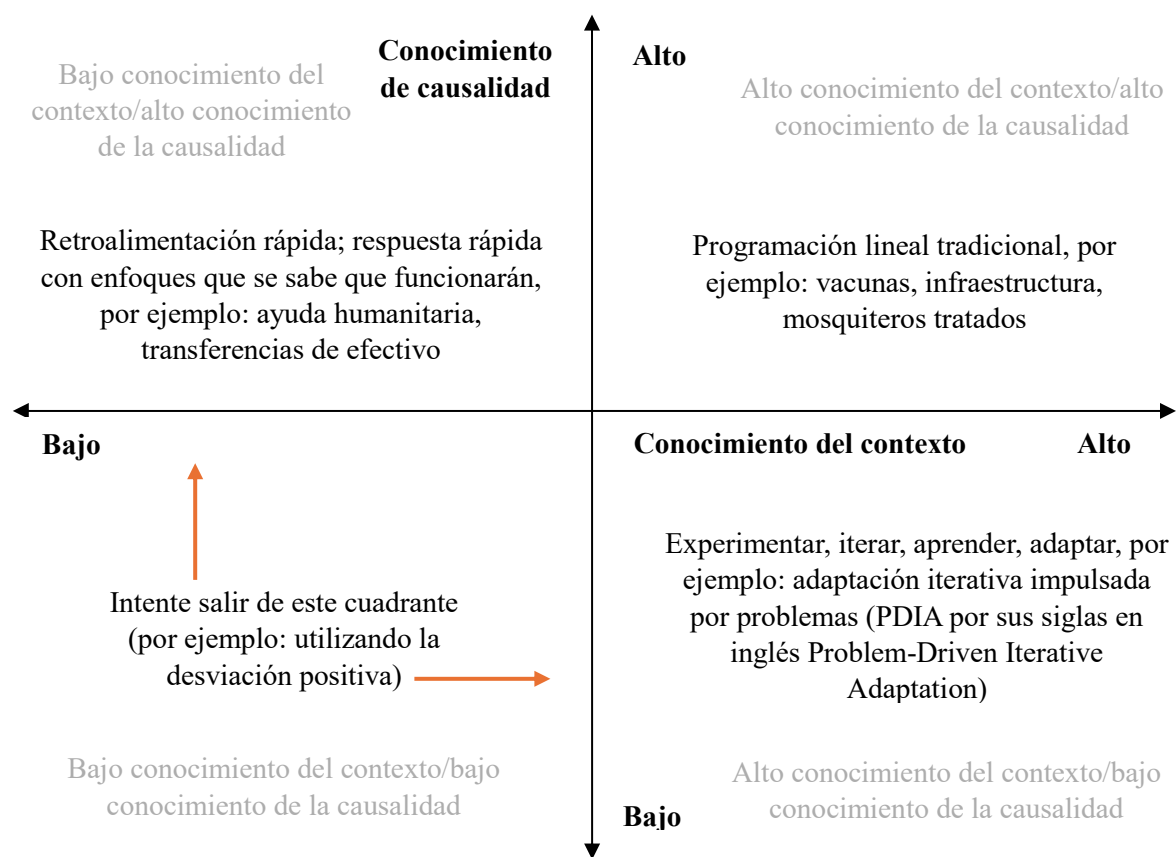 Conocimiento
de causalidad
Alto
Bajo conocimiento del
contexto/alto conocimiento
de la causalidad
Alto conocimiento del contexto/alto
conocimiento de la causalidad
Retroalimentación rápida; respuesta rápida
con enfoques que se sabe que funcionarán,
por ejemplo: ayuda humanitaria,
transferencias de efectivo
Programación lineal tradicional, por
ejemplo: vacunas, infraestructura,
mosquiteros tratados
Bajo
Conocimiento del contexto
Alto
Intente salir de este cuadrante
(por ejemplo: utilizando la
desviación positiva)
Experimentar, iterar, aprender, adaptar, por
ejemplo: adaptación iterativa impulsada
por problemas (PDIA por sus siglas en
inglés Problem-Driven Iterative
Adaptation)
Bajo conocimiento del contexto/bajo
conocimiento de la causalidad
Alto conocimiento del contexto/bajo
conocimiento de la causalidad
Bajo